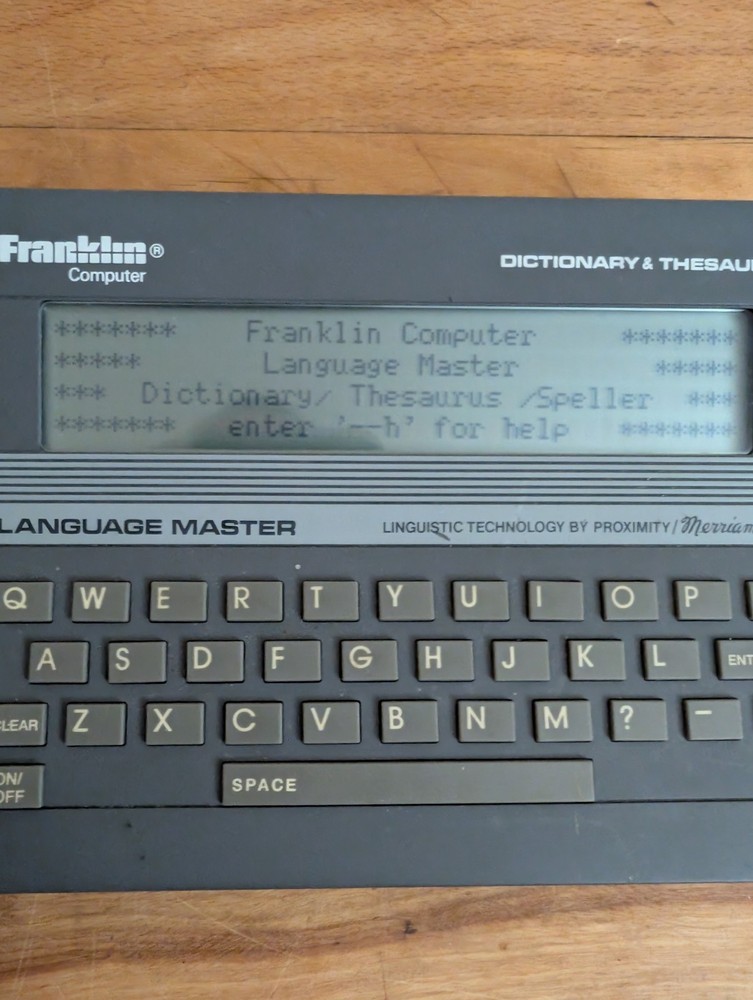 Franklin®
Computer
DICTIONARY & THESAU
******* Franklin Computer *******
***** Language Master *****
*** Dictionary/ Thesaurus /Speller ***
******* enter '--h' for help *******
LANGUAGE MASTER
LINGUISTIC TECHNOLOGY BY PROXIMITY / Merriam
Q W E R T Y U I O P
A S D F G H J K L ENT
CLEAR Z X C V B N M ? -
ON/
OFF
SPACE